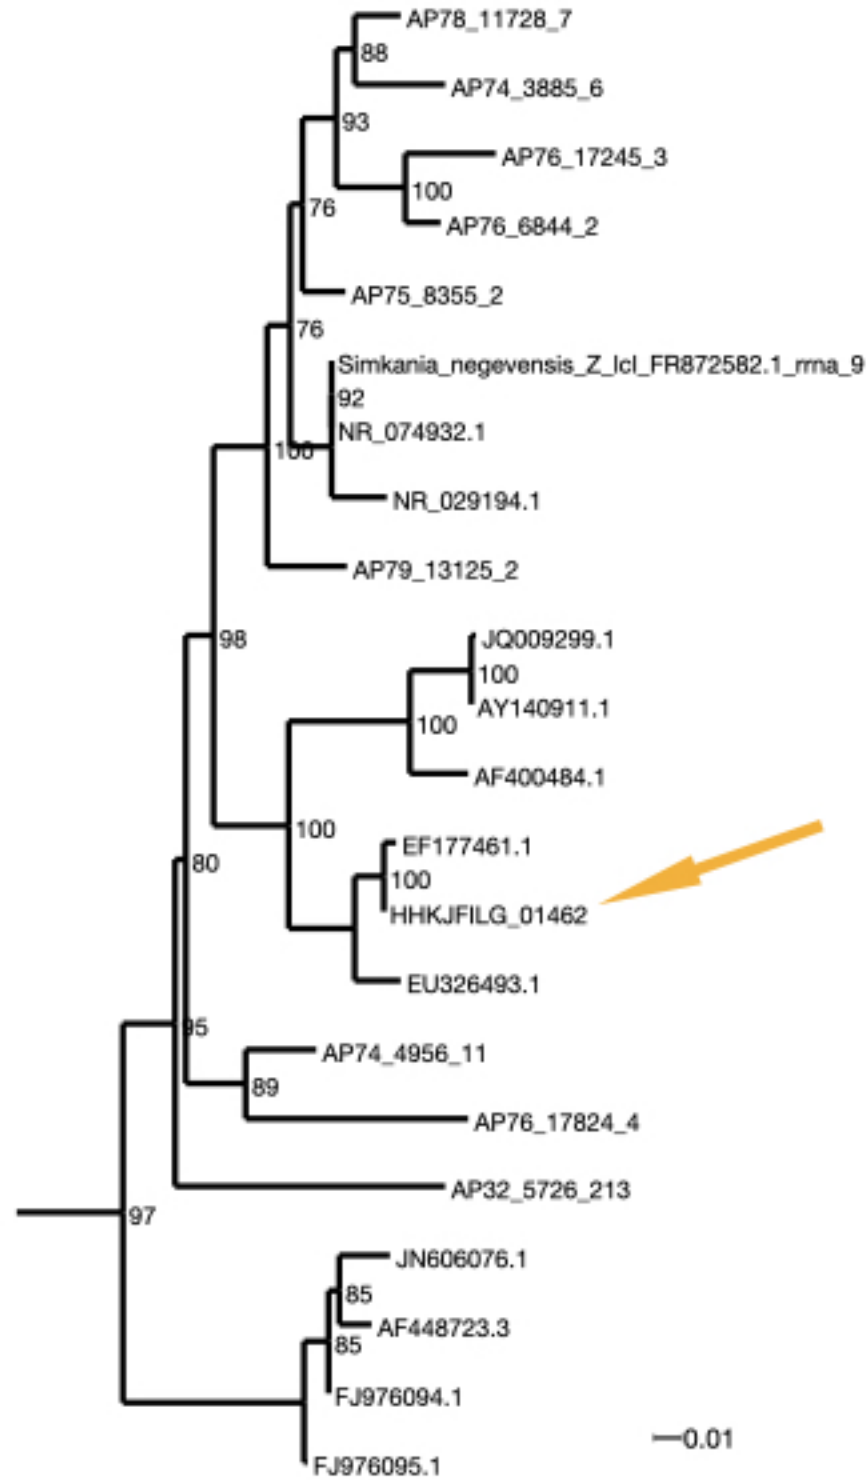 AP78_11728_7
88
AP74_3885_6
93
AP76_17245_3
100
76
AP76_6844_2
AP75_8355_2
76
Simkania_negevensis_Z_lcl_FR872582.1_rrna_9
92
NR_074932.1
100
NR_029194.1
AP79_13125_2
98
JQ009299.1
100
AY140911.1
100
AF400484.1
100
EF177461.1
80
100
HHKJFILG_01462
EU326493.1
95
AP74_4956_11
89
AP76_17824_4
AP32_5726_213
97
JN606076.1
85
AF448723.3
85
FJ976094.1
0.01
FJ976095.1